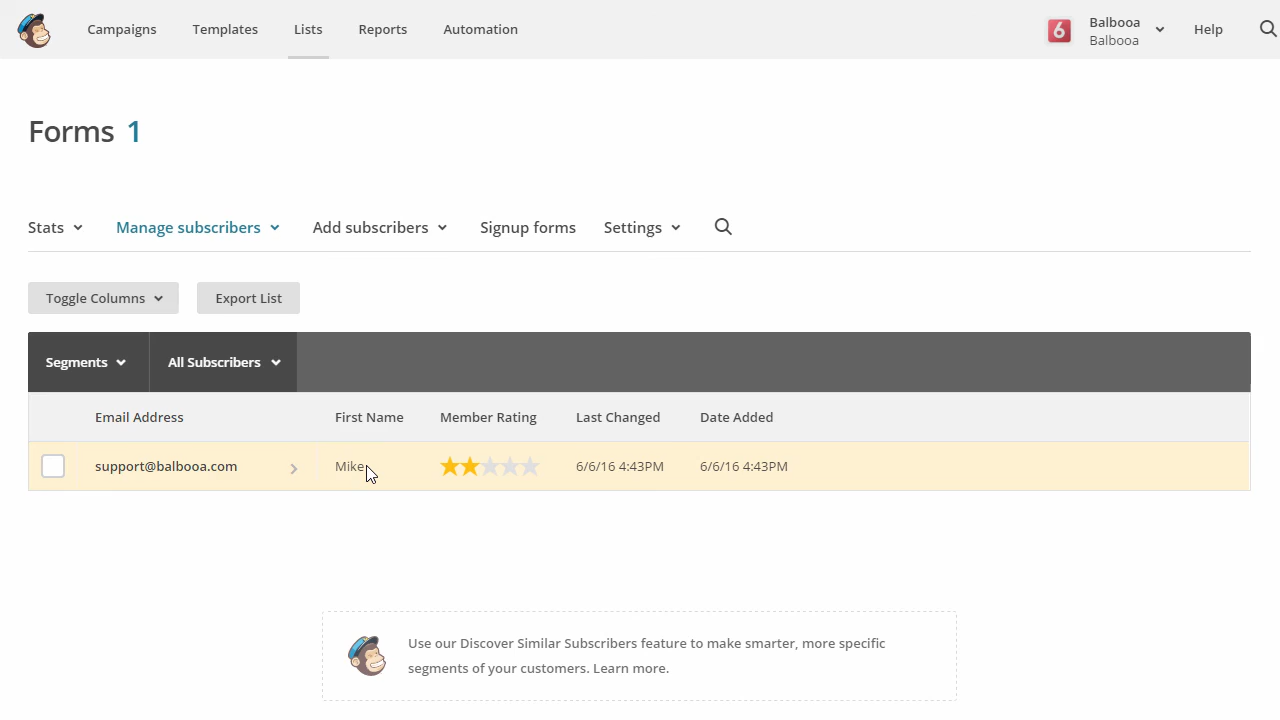 Campaigns Templates Lists Reports Automation
6 Balbooa Help
Balbooa
Forms 1
Stats Manage subscribers Add subscribers Signup forms Settings
Toggle Columns Export List
Segments All Subscribers
Email Address First Name Member Rating Last Changed Date Added
support@balbooa.com Mike 6/6/16 4:43PM 6/6/16 4:43PM
Use our Discover Similar Subscribers feature to make smarter, more specific
segments of your customers. Learn more.